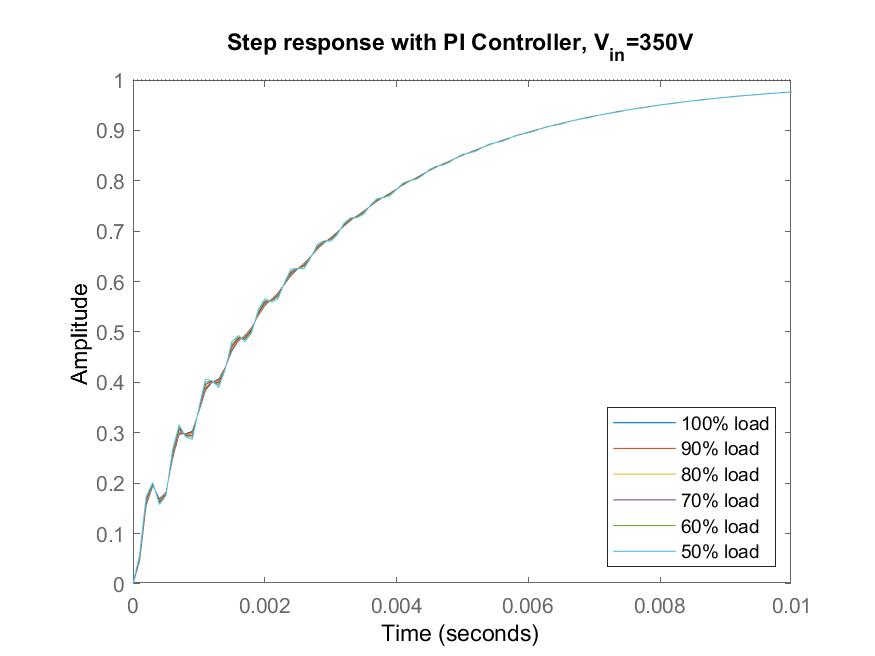 Step response with PI Controller, Vin=350V
1
0.9
0.8
0.7
0.6
0.5
0.4
0.3
0.2
0.1
0
Amplitude
0 0.002 0.004 0.006 0.008 0.01
Time (seconds)
100% load
90% load
80% load
70% load
60% load
50% load